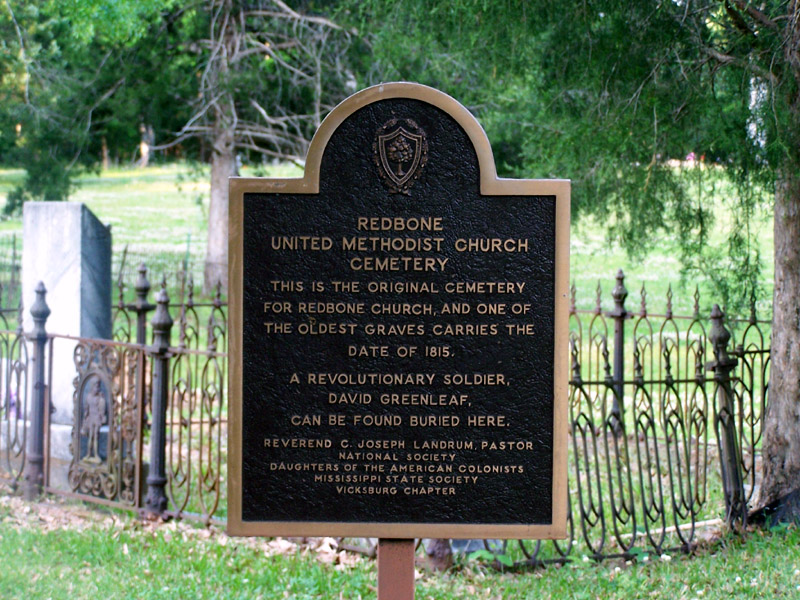 REDBONE
UNITED METHODIST CHURCH
CEMETERY
THIS IS THE ORIGINAL CEMETERY
FOR REDBONE CHURCH, AND ONE OF
THE OLDEST GRAVES CARRIES THE
DATE OF 1815.
A REVOLUTIONARY SOLDIER,
DAVID GREENLEAF,
CAN BE FOUND BURIED HERE.
REVEREND C. JOSEPH LANDRUM, PASTOR
NATIONAL SOCIETY
DAUGHTERS OF THE AMERICAN COLONISTS
MISSISSIPPI STATE SOCIETY
VICKSBURG CHAPTER